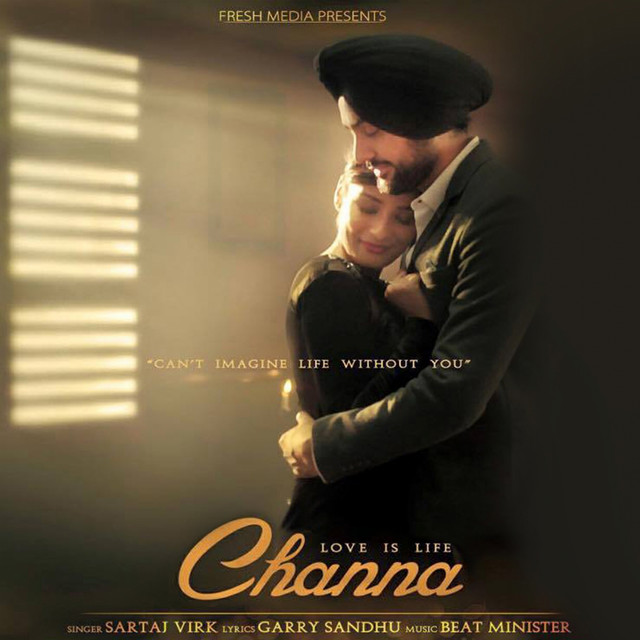 FRESH MEDIA PRESENTS
"CAN'T IMAGINE LIFE WITHOUT YOU"
LOVE IS LIFE
Channa
SINGER SARTAJ VIRK LYRICS GARRY SANDHU MUSIC BEAT MINISTER